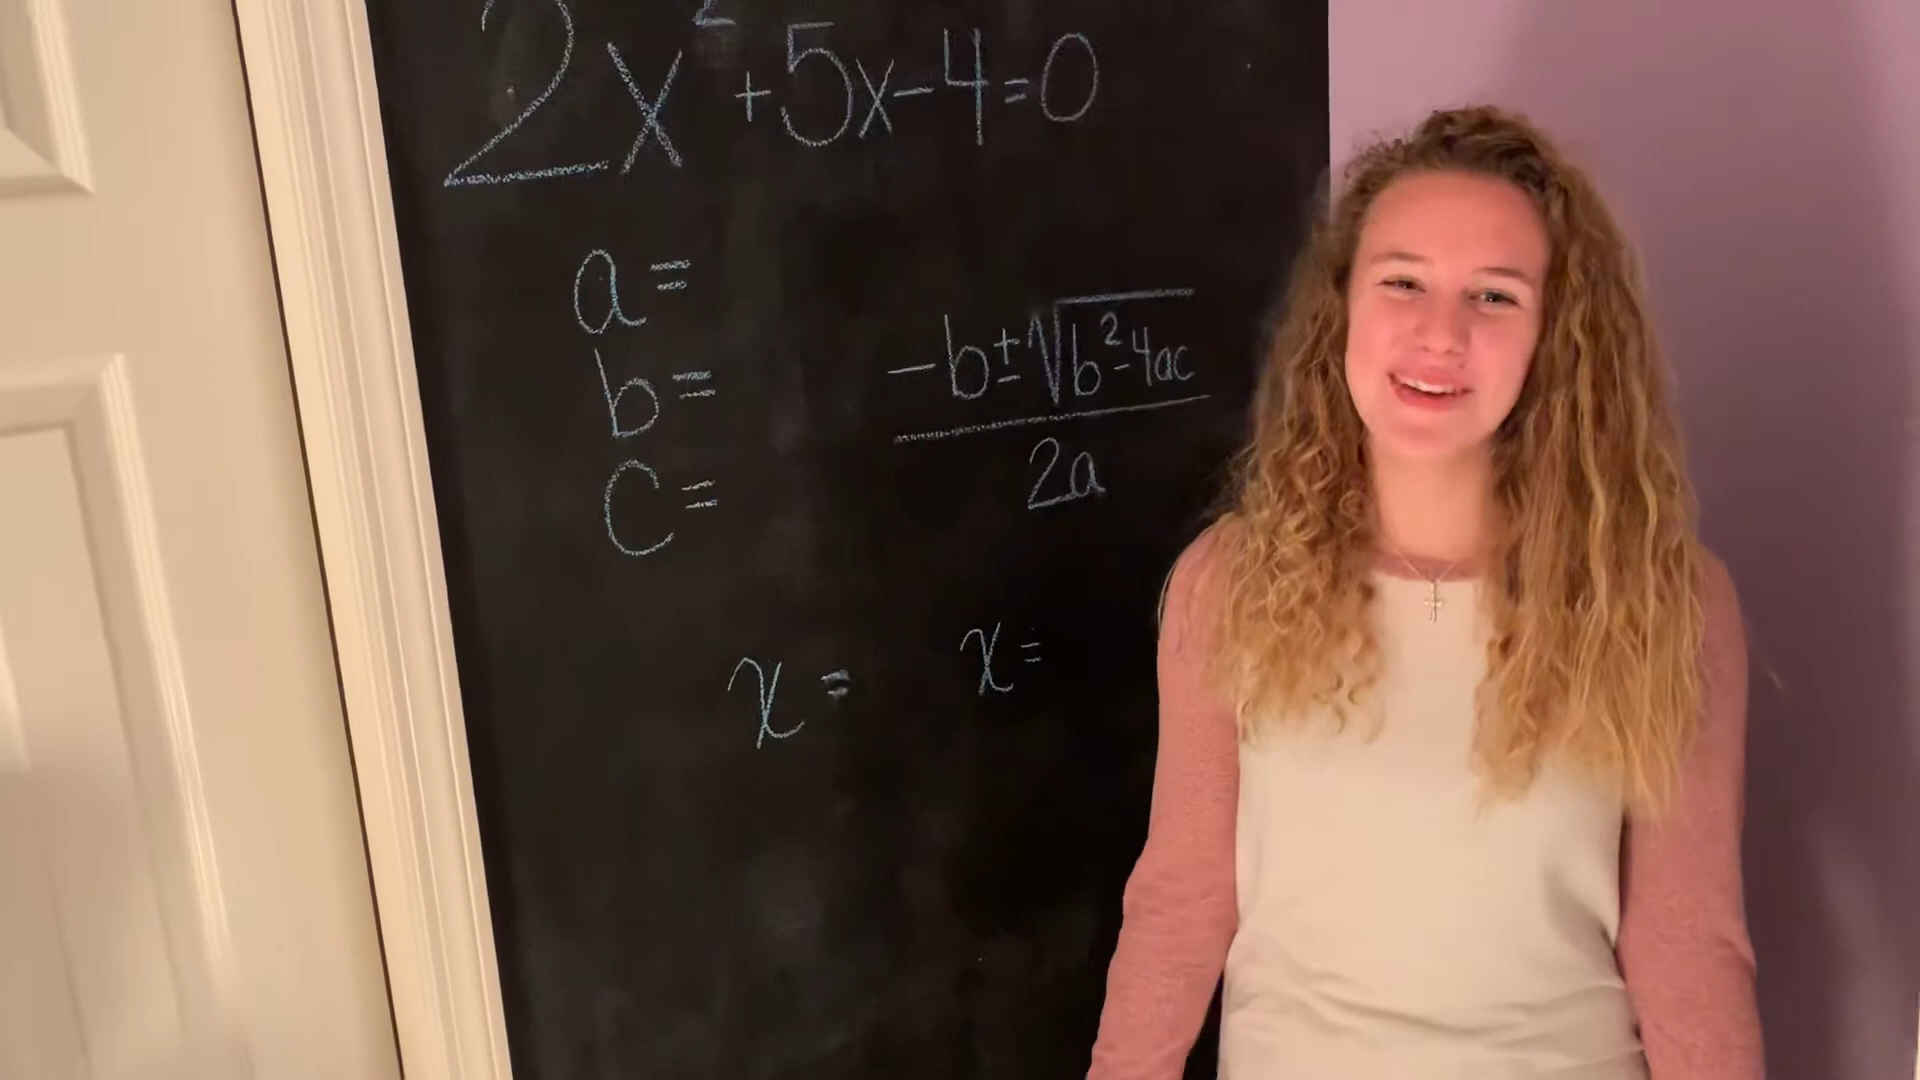 2x²+5x-4=0
a=
b=
c=
-b±√b²-4ac
2a
x= x=